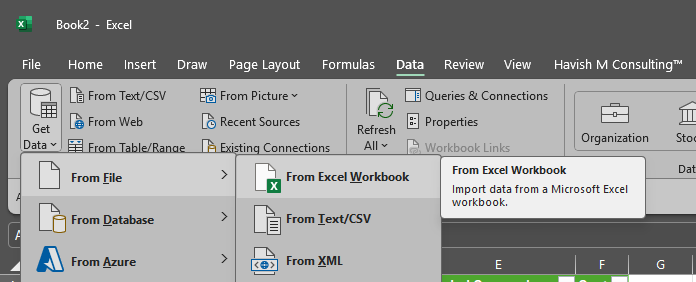 Book2 - Excel
File Home Insert Draw Page Layout Formulas Data Review View Havish M Consulting™
Get Data
From Text/CSV
From Web
From Table/Range
From Picture
Recent Sources
Existing Connections
Refresh All
Queries & Connections
Properties
Workbook Links
Organization
From File
From Database
From Azure
From Excel Workbook
From Text/CSV
From XML
From Excel Workbook
Import data from a Microsoft Excel
workbook.
E F G